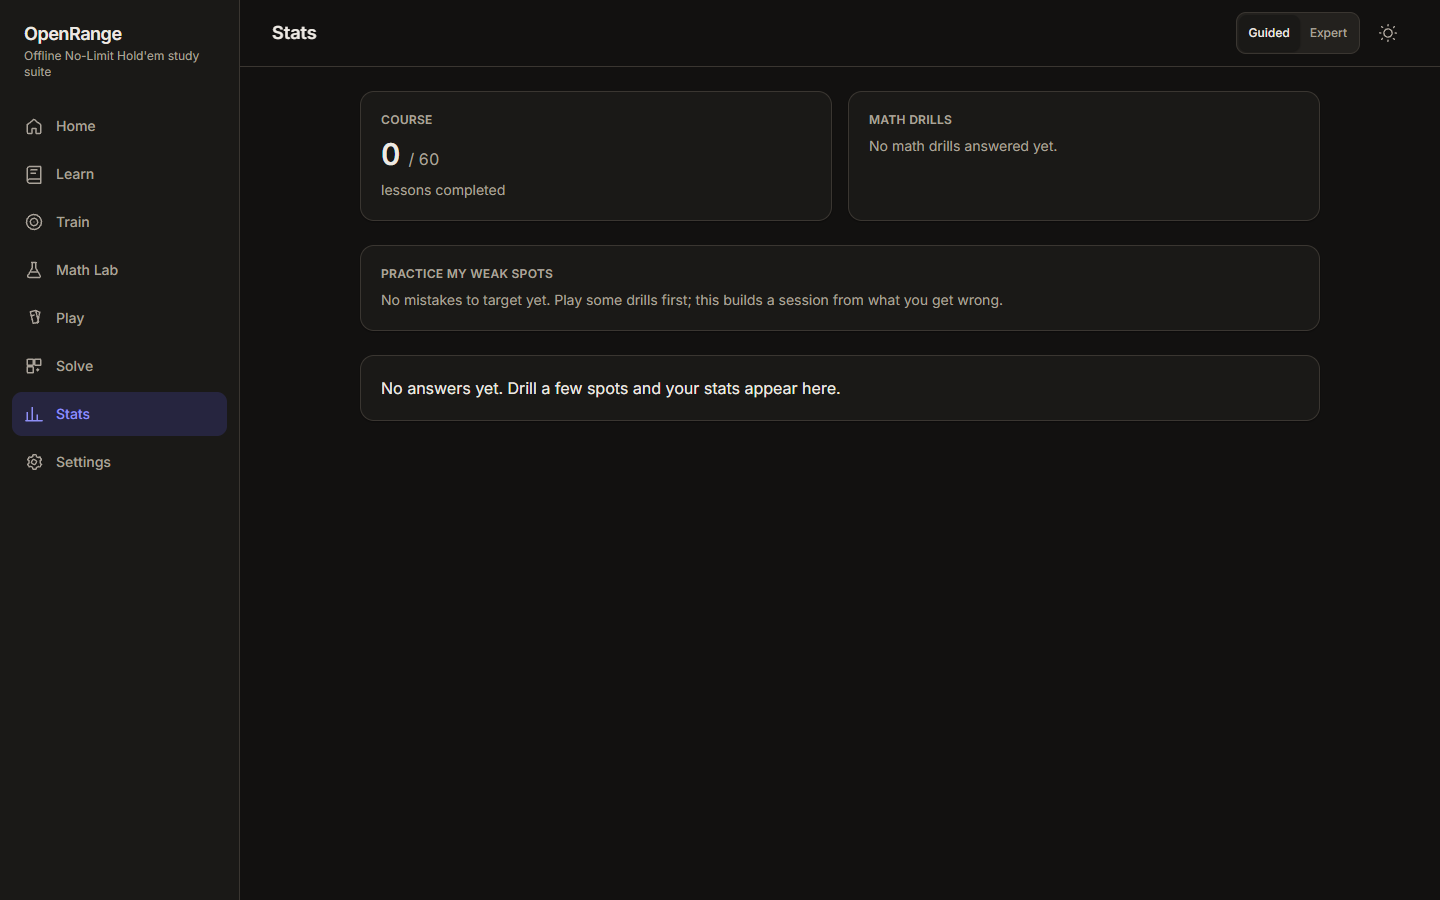 OpenRange
Offline No-Limit Hold'em study
suite
Home
Learn
Train
Math Lab
Play
Solve
Stats
Settings
Stats
Guided
Expert
COURSE
0 / 60
lessons completed
MATH DRILLS
No math drills answered yet.
PRACTICE MY WEAK SPOTS
No mistakes to target yet. Play some drills first; this builds a session from what you get wrong.
No answers yet. Drill a few spots and your stats appear here.